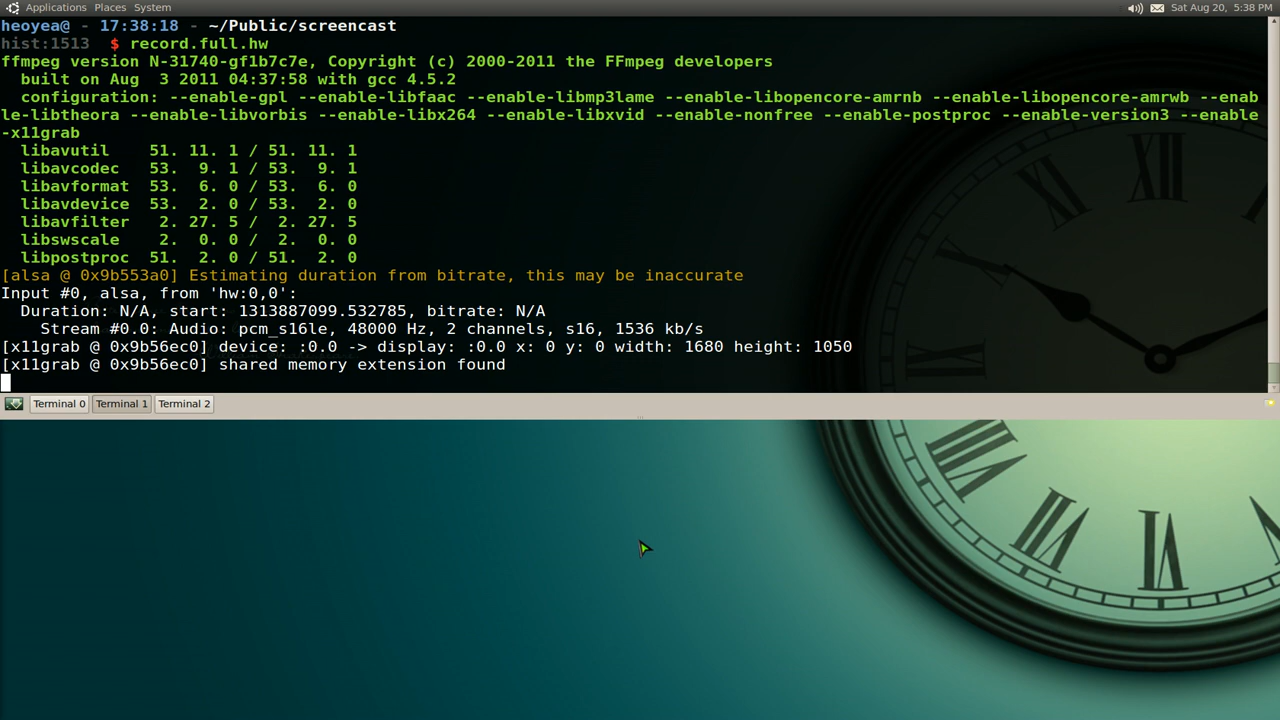 Applications Places System Sat Aug 20, 5:38 PM
heoyea@ - 17:38:18 - ~/Public/screencast
hist:1513 $ record.full.hw
ffmpeg version N-31740-gf1b7c7e, Copyright (c) 2000-2011 the FFmpeg developers
built on Aug 3 2011 04:37:58 with gcc 4.5.2
configuration: --enable-gpl --enable-libfaac --enable-libmp3lame --enable-libopencore-amrnb --enable-libopencore-amrwb --enab
le-libtheora --enable-libvorbis --enable-libx264 --enable-libxvid --enable-nonfree --enable-postproc --enable-version3 --enable
-x11grab
libavutil 51. 11. 1 / 51. 11. 1
libavcodec 53. 9. 1 / 53. 9. 1
libavformat 53. 6. 0 / 53. 6. 0
libavdevice 53. 2. 0 / 53. 2. 0
libavfilter 2. 27. 5 / 2. 27. 5
libswscale 2. 0. 0 / 2. 0. 0
libpostproc 51. 2. 0 / 51. 2. 0
[alsa @ 0x9b553a0] Estimating duration from bitrate, this may be inaccurate
Input #0, alsa, from 'hw:0,0':
Duration: N/A, start: 1313887099.532785, bitrate: N/A
Stream #0.0: Audio: pcm_s16le, 48000 Hz, 2 channels, s16, 1536 kb/s
[x11grab @ 0x9b56ec0] device: :0.0 -> display: :0.0 x: 0 y: 0 width: 1680 height: 1050
[x11grab @ 0x9b56ec0] shared memory extension found
Terminal 0 Terminal 1 Terminal 2